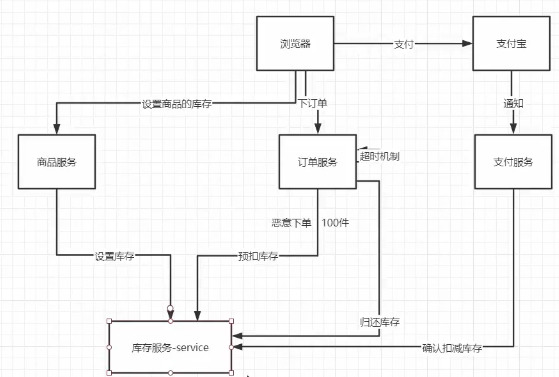 浏览器
支付
支付宝
设置商品的库存
下订单
通知
商品服务
订单服务
超时机制
支付服务
恶意下单
100件
设置库存
预扣库存
归还库存
库存服务-service
确认扣减库存